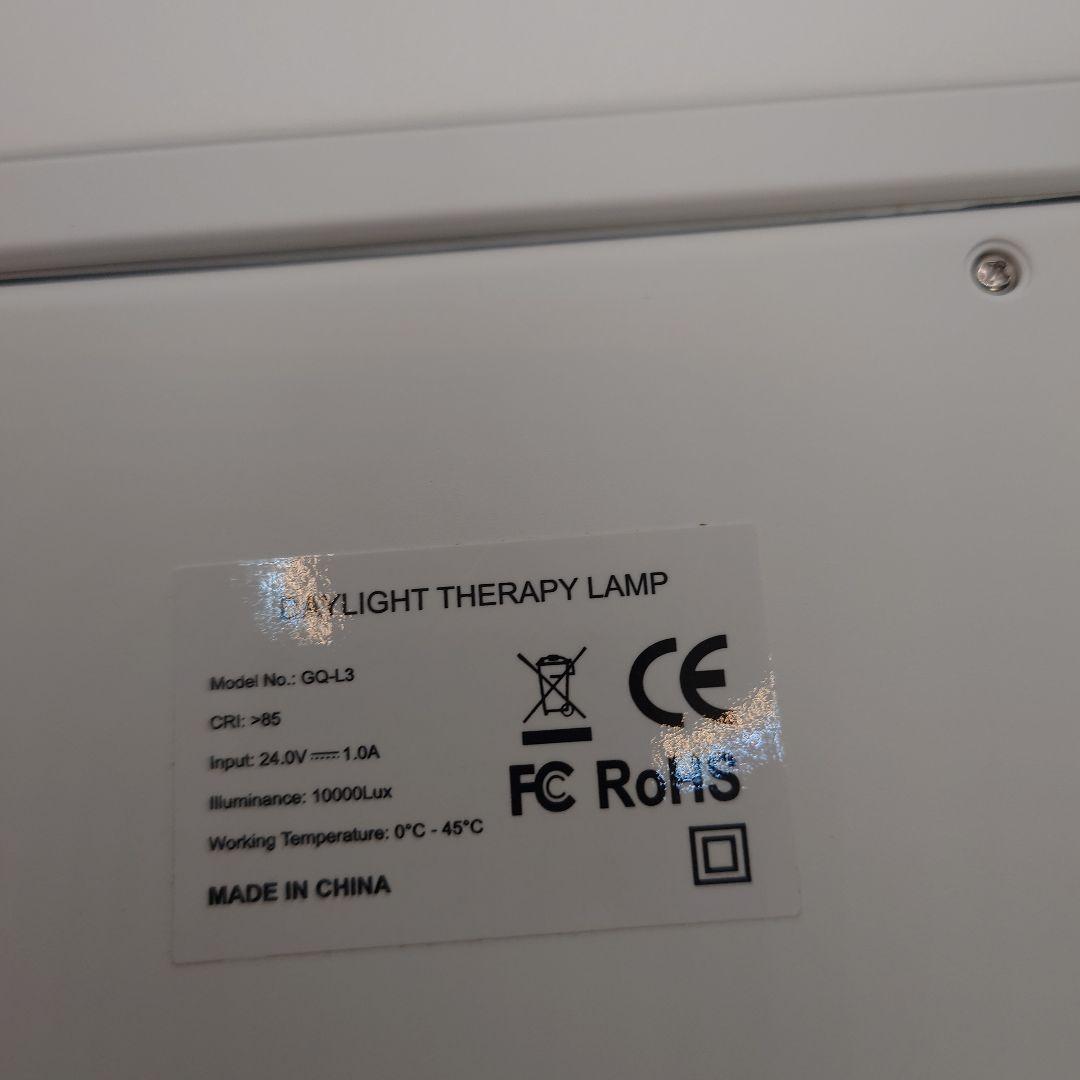 DAYLIGHT THERAPY LAMP
Model No.: GQ-L3
CRI: >85
Input: 24.0V⎓1.0A
Illuminance: 10000Lux
Working Temperature: 0°C - 45°C
MADE IN CHINA
CE
FC RoHS